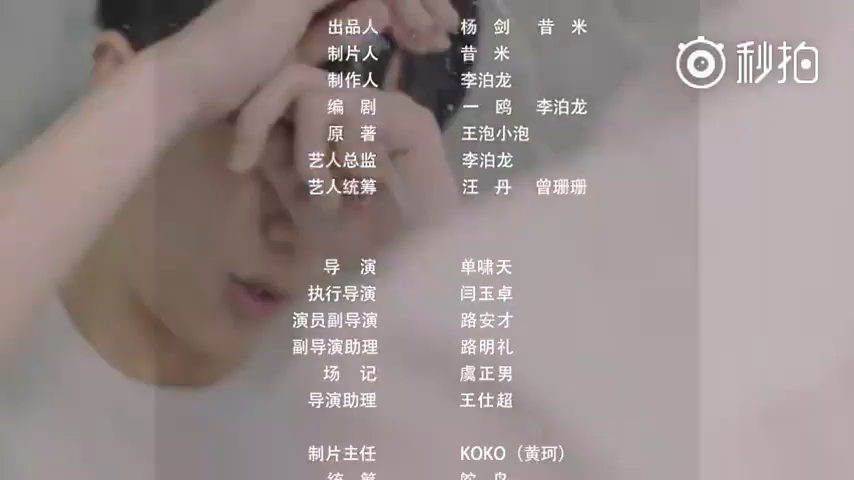 秒拍
出品人 杨 剑 昔 米
制片人 昔 米
制作人 李泊龙
编 剧 一 鸥 李泊龙
原 著 王泡小泡
艺人总监 李泊龙
艺人统筹 汪 丹 曾珊珊
导 演 单啸天
执行导演 闫玉卓
演员副导演 路安才
副导演助理 路明礼
场 记 虞正男
导演助理 王仕超
制片主任 KOKO（黄珂）